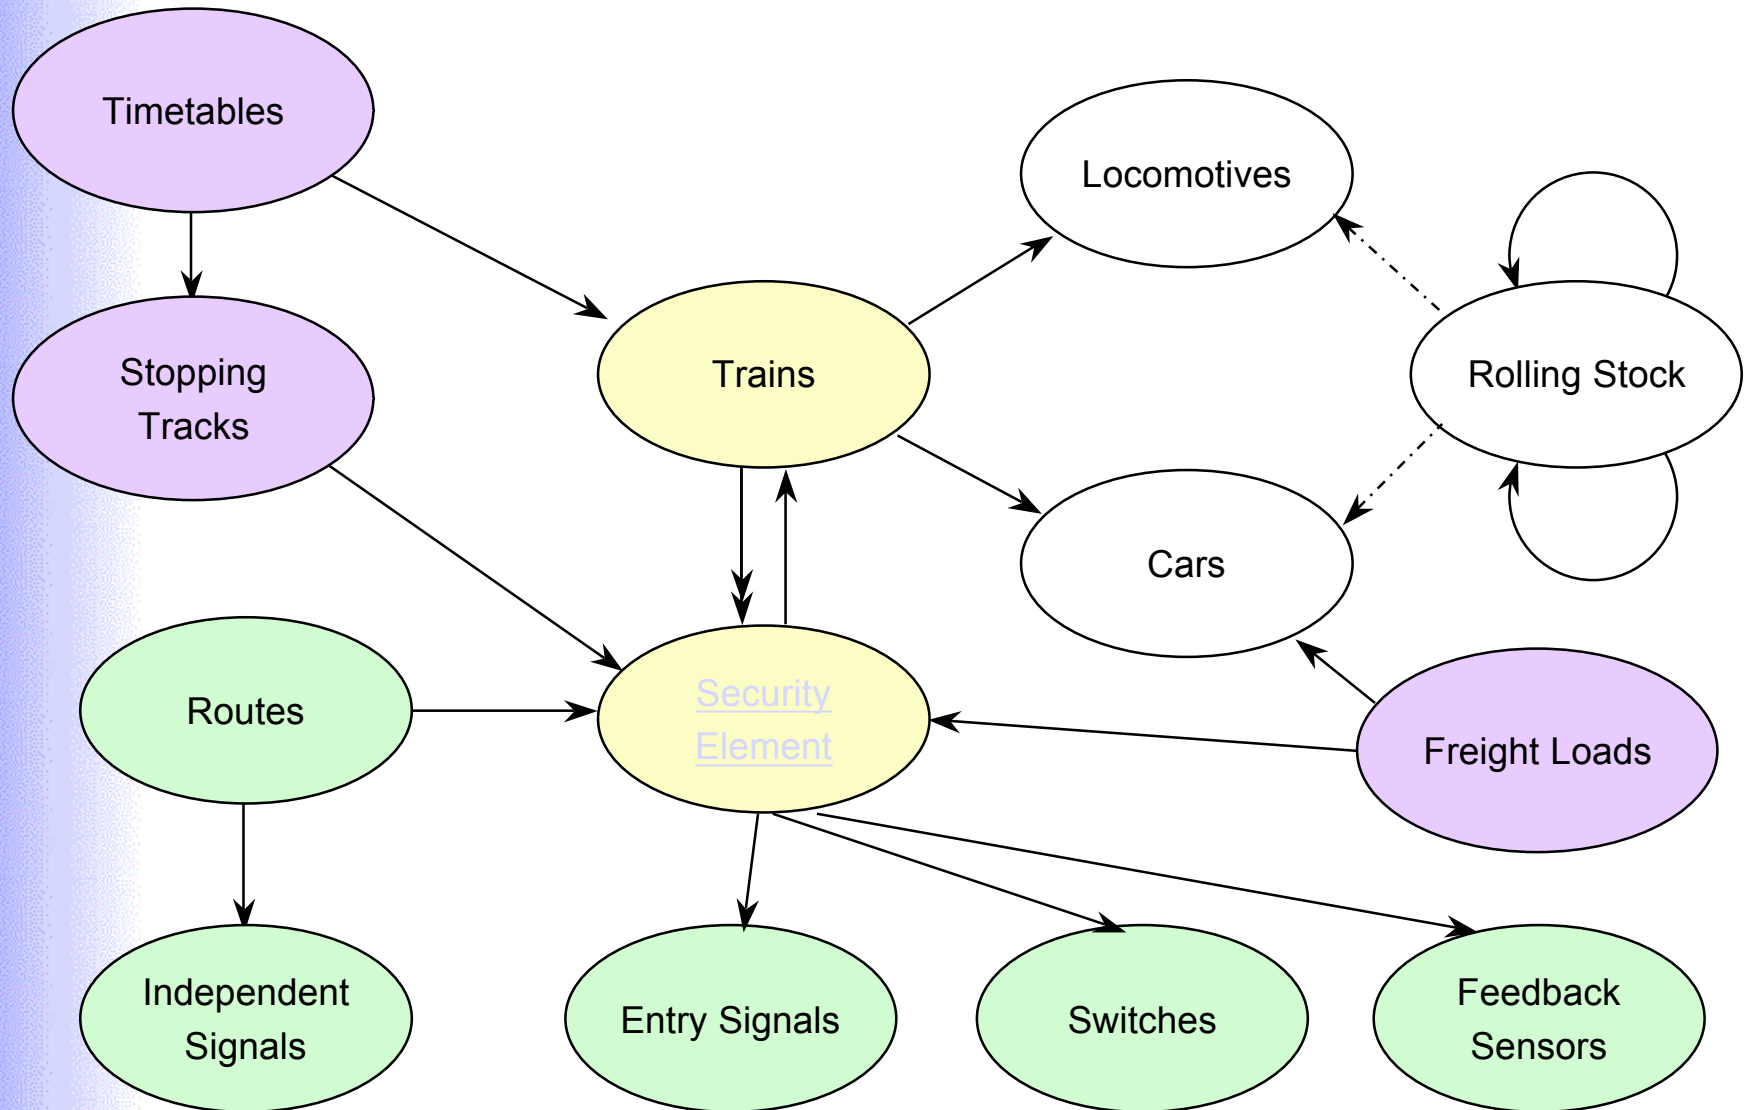 Timetables
Locomotives
Stopping
Tracks
Trains
Rolling Stock
Cars
Routes
Security
Element
Freight Loads
Independent
Signals
Entry Signals
Switches
Feedback
Sensors